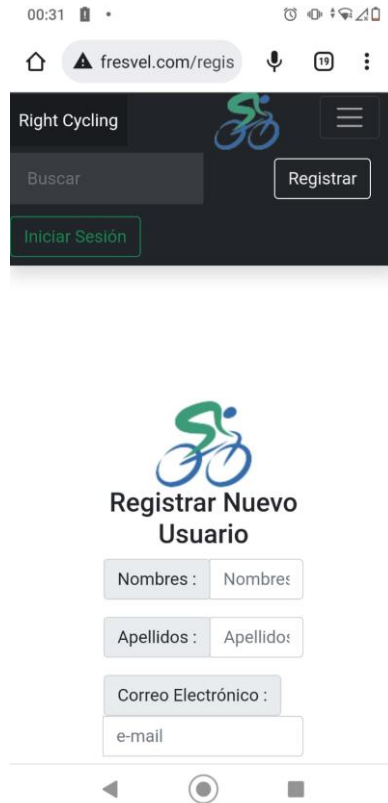 00:31
fresvel.com/regis
19
Right Cycling
Buscar
Registrar
Iniciar Sesión
Registrar Nuevo
Usuario
Nombres :
Nombres
Apellidos :
Apellidos
Correo Electrónico :
e-mail